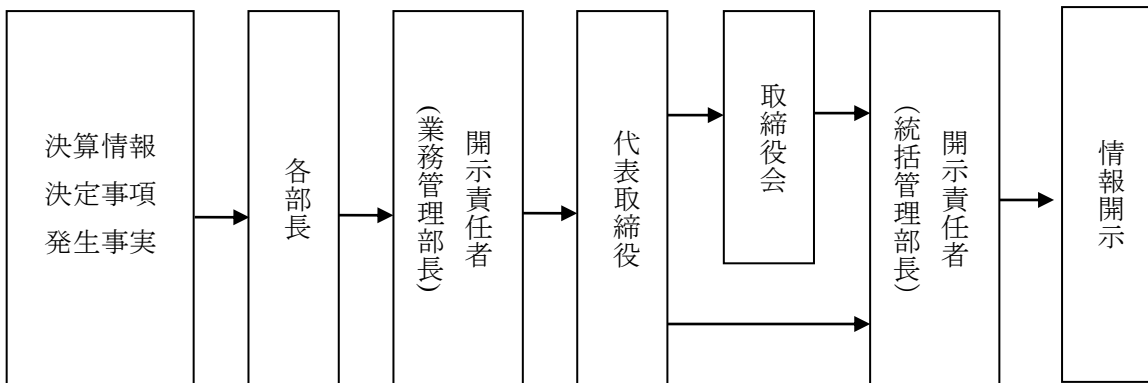 決算情報
決定事項
発生事実
各部長
開示責任者
(業務管理部長)
代表取締役
取締役会
開示責任者
(統括管理部長)
情報開示